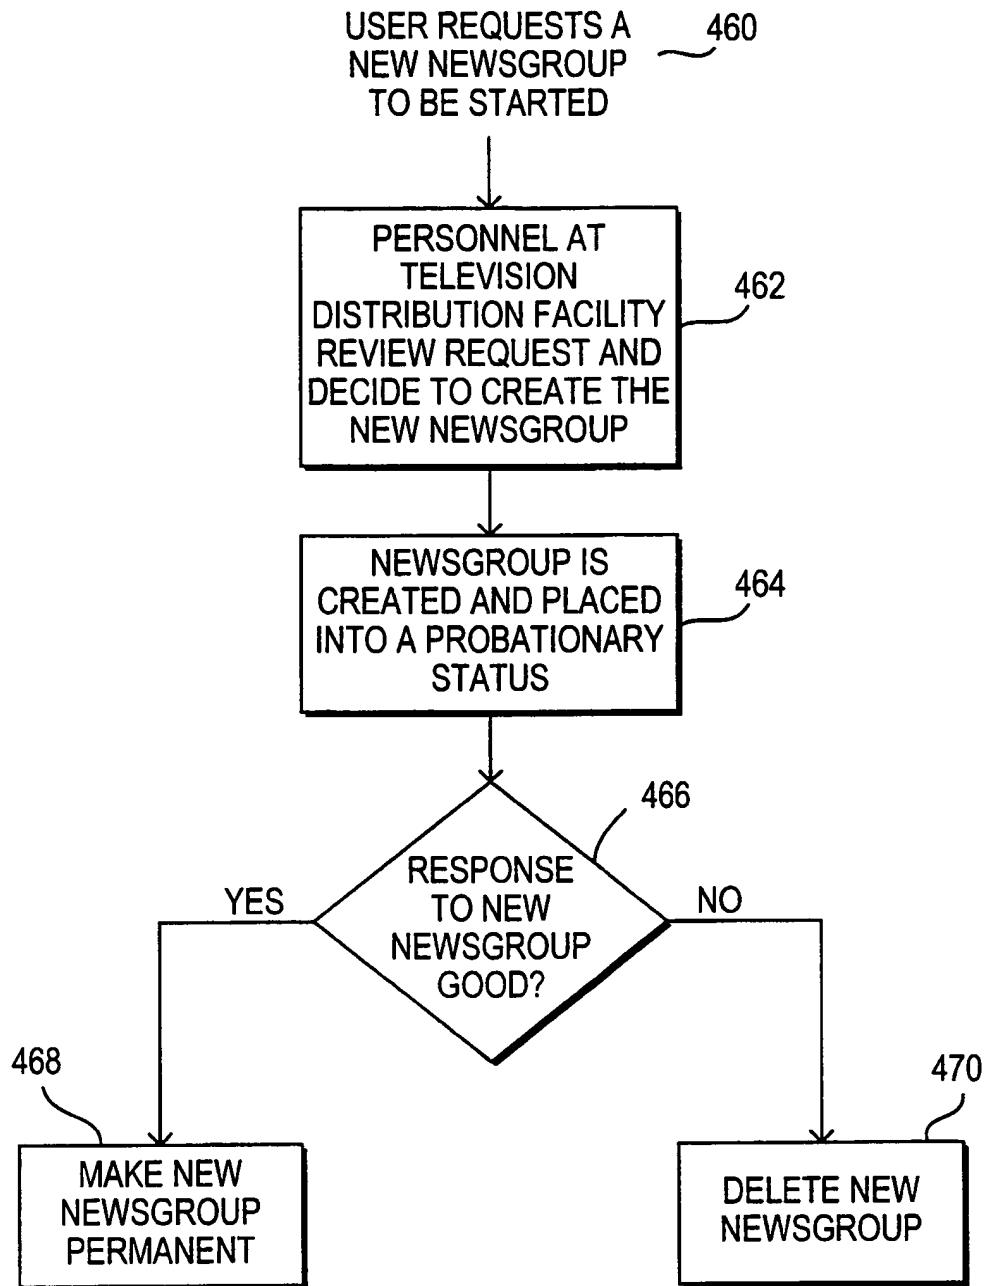 USER REQUESTS A
NEW NEWSGROUP
TO BE STARTED
460
PERSONNEL AT
TELEVISION
DISTRIBUTION FACILITY
REVIEW REQUEST AND
DECIDE TO CREATE THE
NEW NEWSGROUP
462
NEWSGROUP IS
CREATED AND PLACED
INTO A PROBATIONARY
STATUS
464
466
RESPONSE
TO NEW
NEWSGROUP
GOOD?
YES
NO
468
MAKE NEW
NEWSGROUP
PERMANENT
470
DELETE NEW
NEWSGROUP